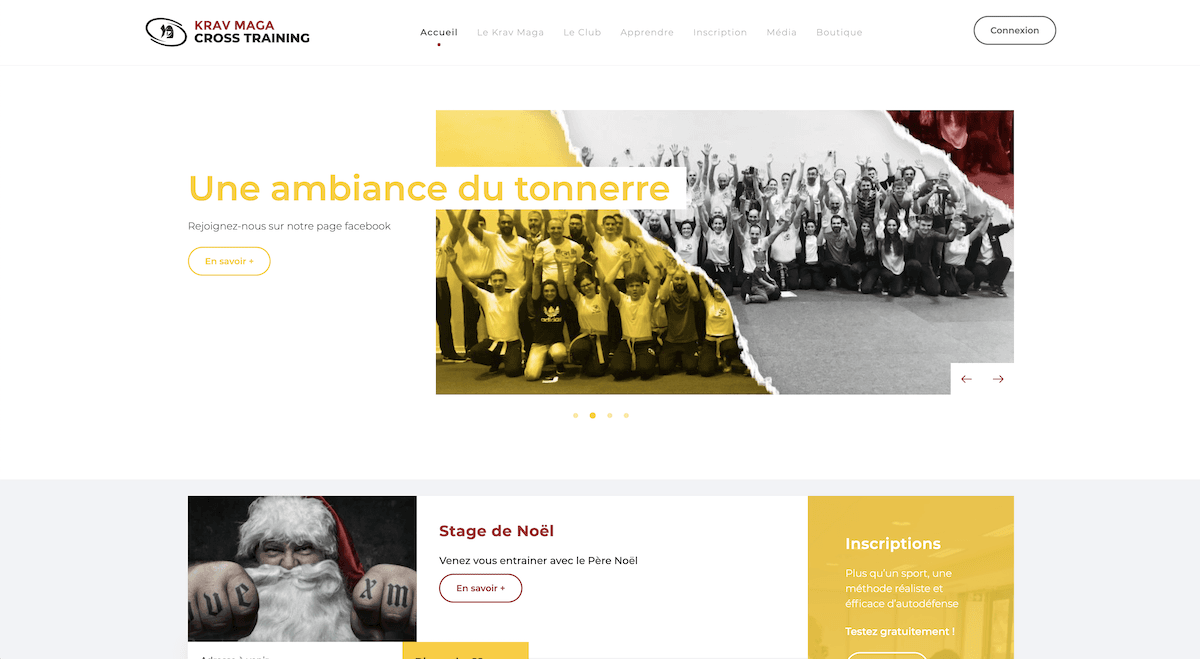 KRAV MAGA
CROSS TRAINING
Accueil
Le Krav Maga
Le Club
Apprendre
Inscription
Média
Boutique
Connexion
Une ambiance du tonnerre
Rejoignez-nous sur notre page facebook
En savoir +
Stage de Noël
Venez vous entrainer avec le Père Noël
En savoir +
ve
xm
Inscriptions
Plus qu'un sport, une
méthode réaliste et
éfficace d'autodéfense
Testez gratuitement !